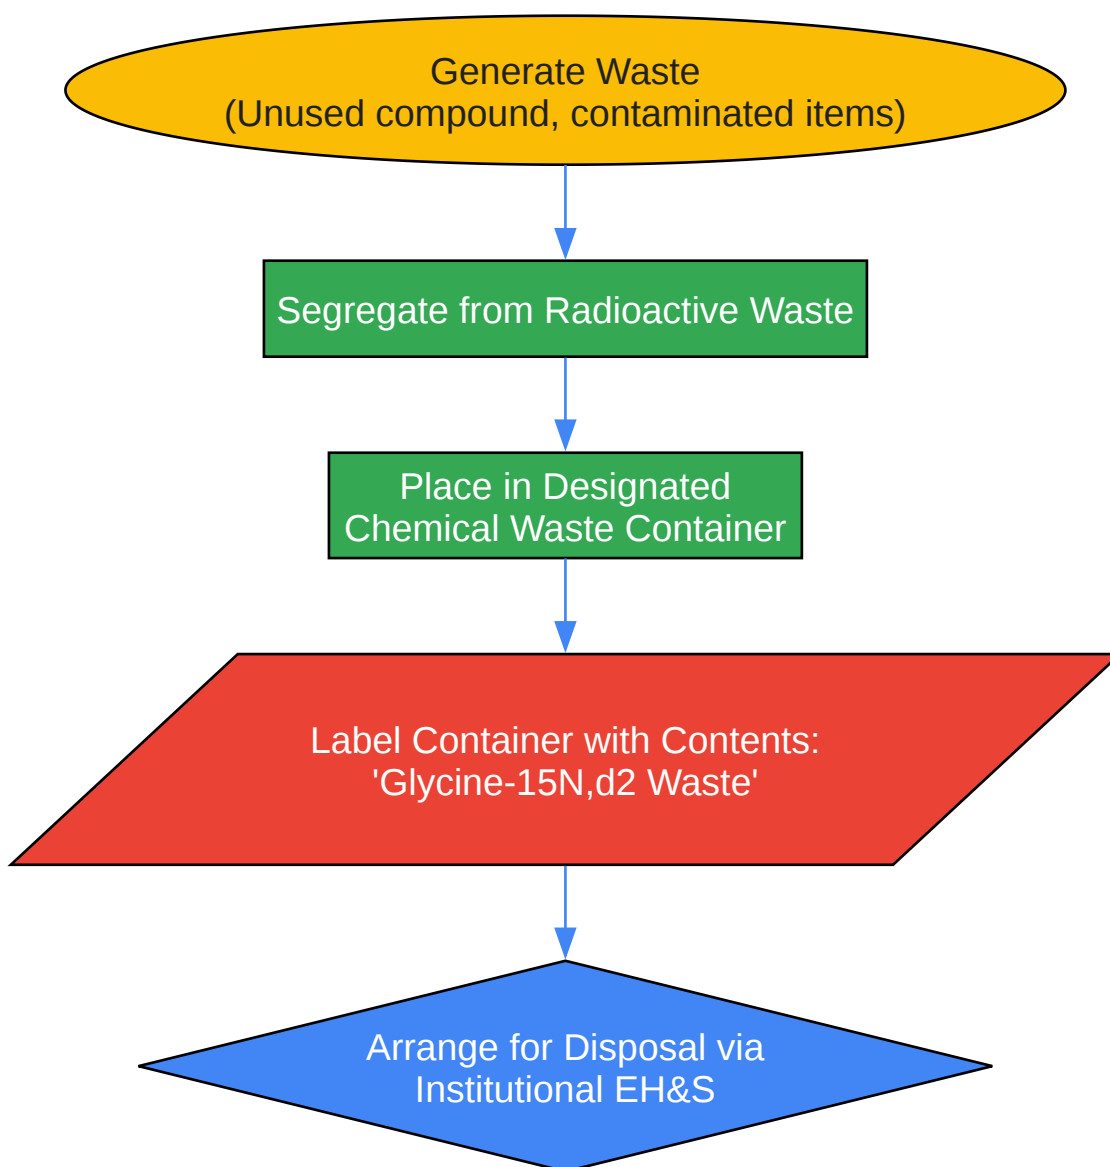 Generate Waste
(Unused compound, contaminated items)
Segregate from Radioactive Waste
Place in Designated
Chemical Waste Container
Label Container with Contents:
'Glycine-15N,d2 Waste'
Arrange for Disposal via
Institutional EH&S